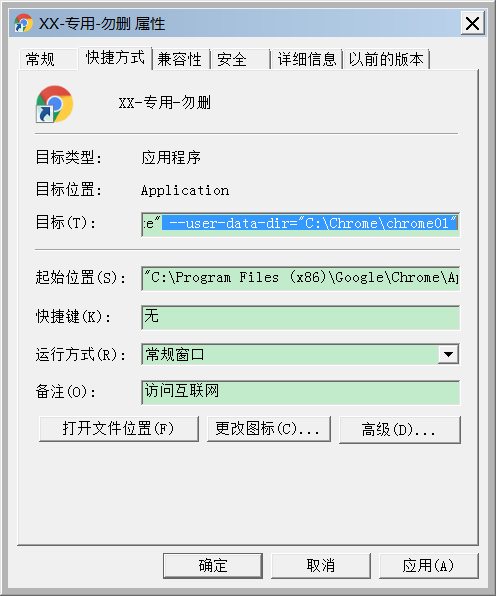 XX-专用-勿删 属性
常规 快捷方式 兼容性 安全 详细信息 以前的版本
XX-专用-勿删
目标类型: 应用程序
目标位置: Application
目标(T): :e" --user-data-dir="C:\Chrome\chrome01"
起始位置(S): "C:\Program Files (x86)\Google\Chrome\Ap
快捷键(K): 无
运行方式(R): 常规窗口
备注(O): 访问互联网
打开文件位置(F) 更改图标(C)... 高级(D)...
确定 取消 应用(A)